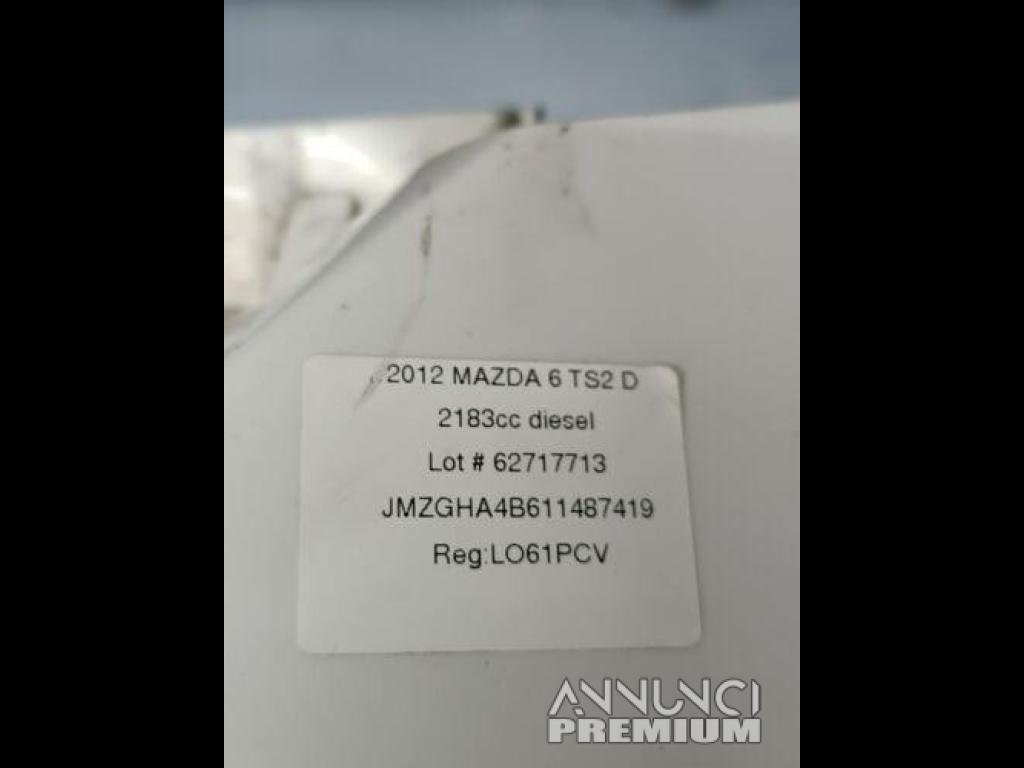 2012 MAZDA 6 TS2 D
2183cc diesel
Lot # 62717713
JMZGHA4B611487419
Reg:LO61PCV
ANNUNCI
PREMIUM